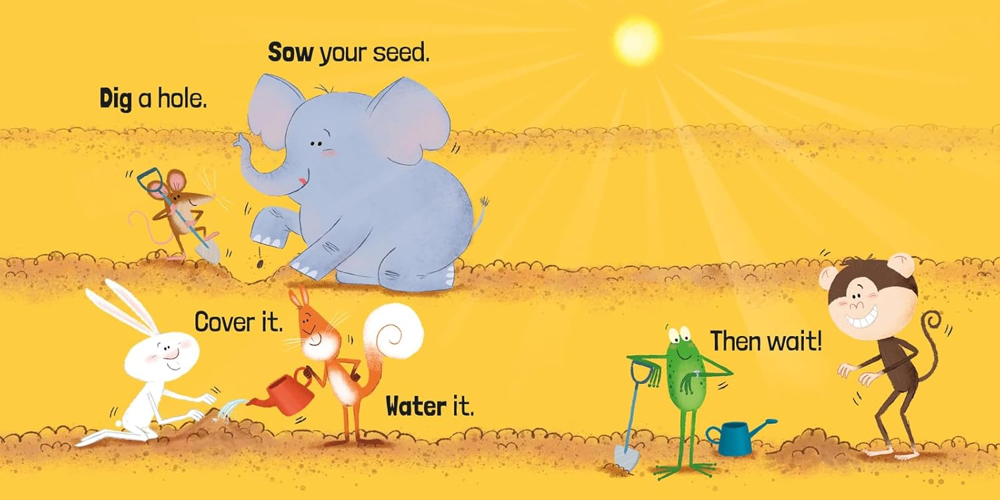 Dig a hole.
Sow your seed.
Cover it.
Water it.
Then wait!